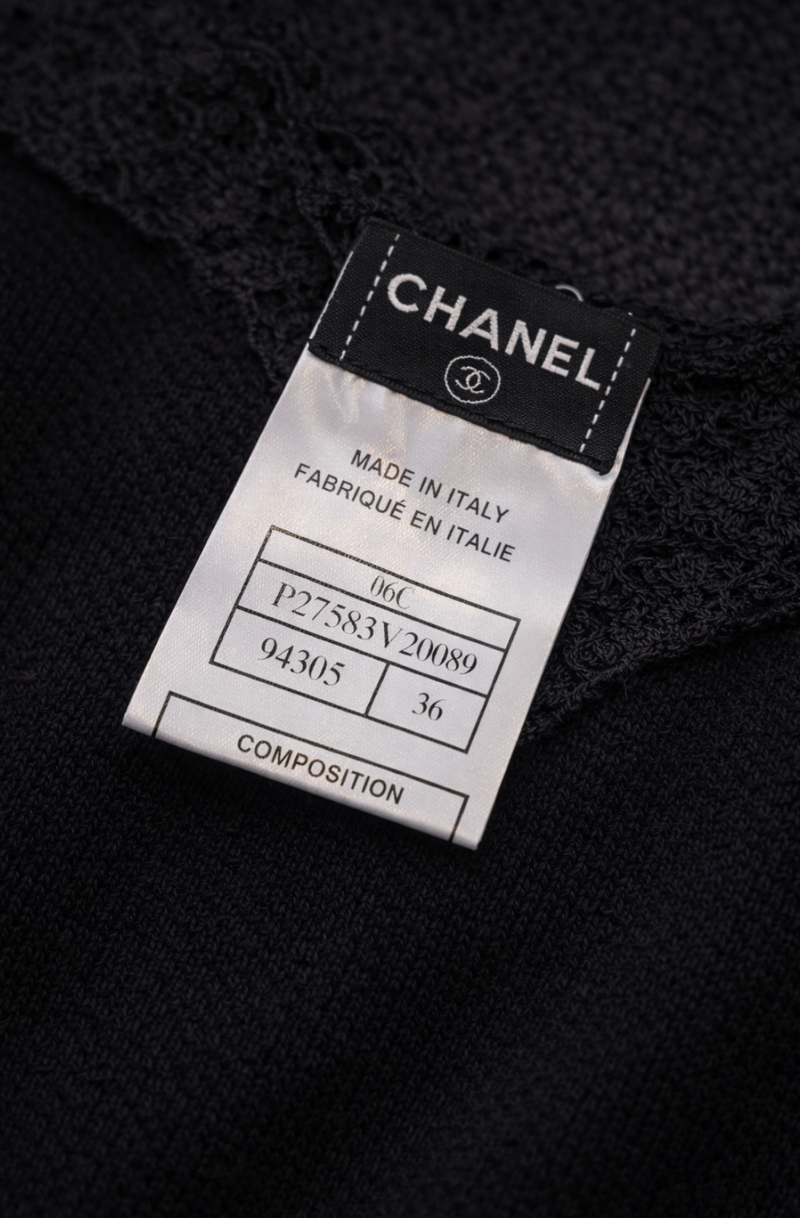 CHANEL
MADE IN ITALY
FABRIQUÉ EN ITALIE
06C
P27583V20089
94305 36
COMPOSITION